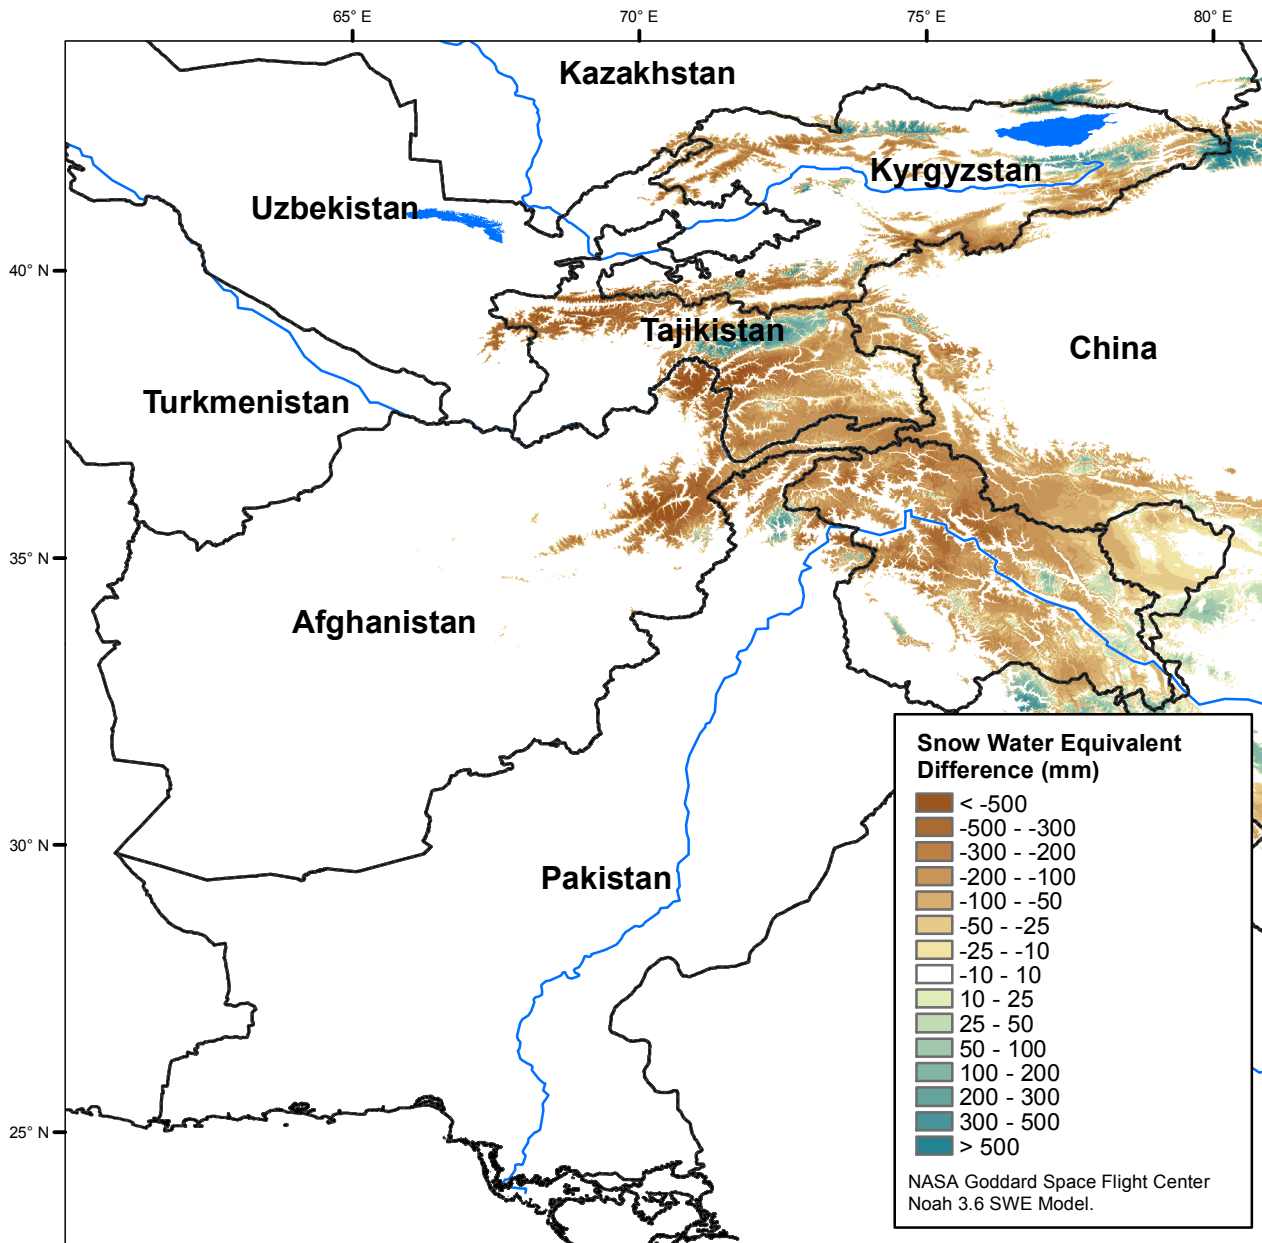 65° E
70° E
75° E
80° E
Kazakhstan
Kyrgyzstan
Uzbekistan
40° N
Tajikistan
China
Turkmenistan
35° N
Afghanistan
Snow Water Equivalent
Difference (mm)
< -500
-500 - -300
-300 - -200
-200 - -100
-100 - -50
-50 - -25
-25 - -10
-10 - 10
10 - 25
25 - 50
50 - 100
100 - 200
200 - 300
300 - 500
> 500
30° N
Pakistan
25° N
NASA Goddard Space Flight Center
Noah 3.6 SWE Model.